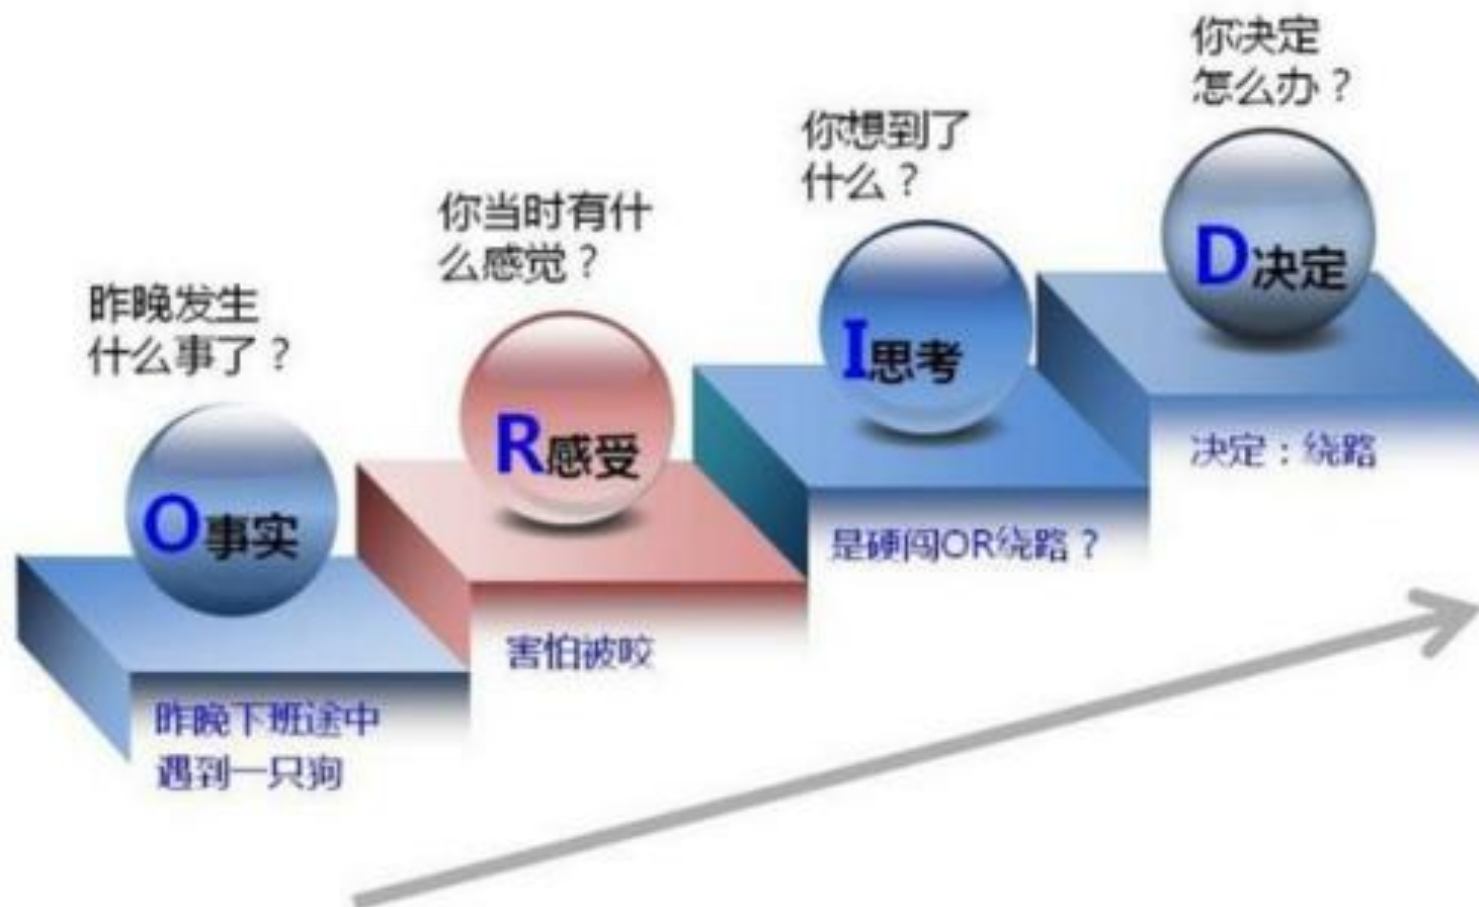 昨晚发生
什么事了？
O事实
昨晚下班途中
遇到一只狗
你当时有什
么感觉？
R感受
害怕被咬
你想到了
什么？
I思考
是硬闯OR绕路？
你决定
怎么办？
D决定
决定：绕路